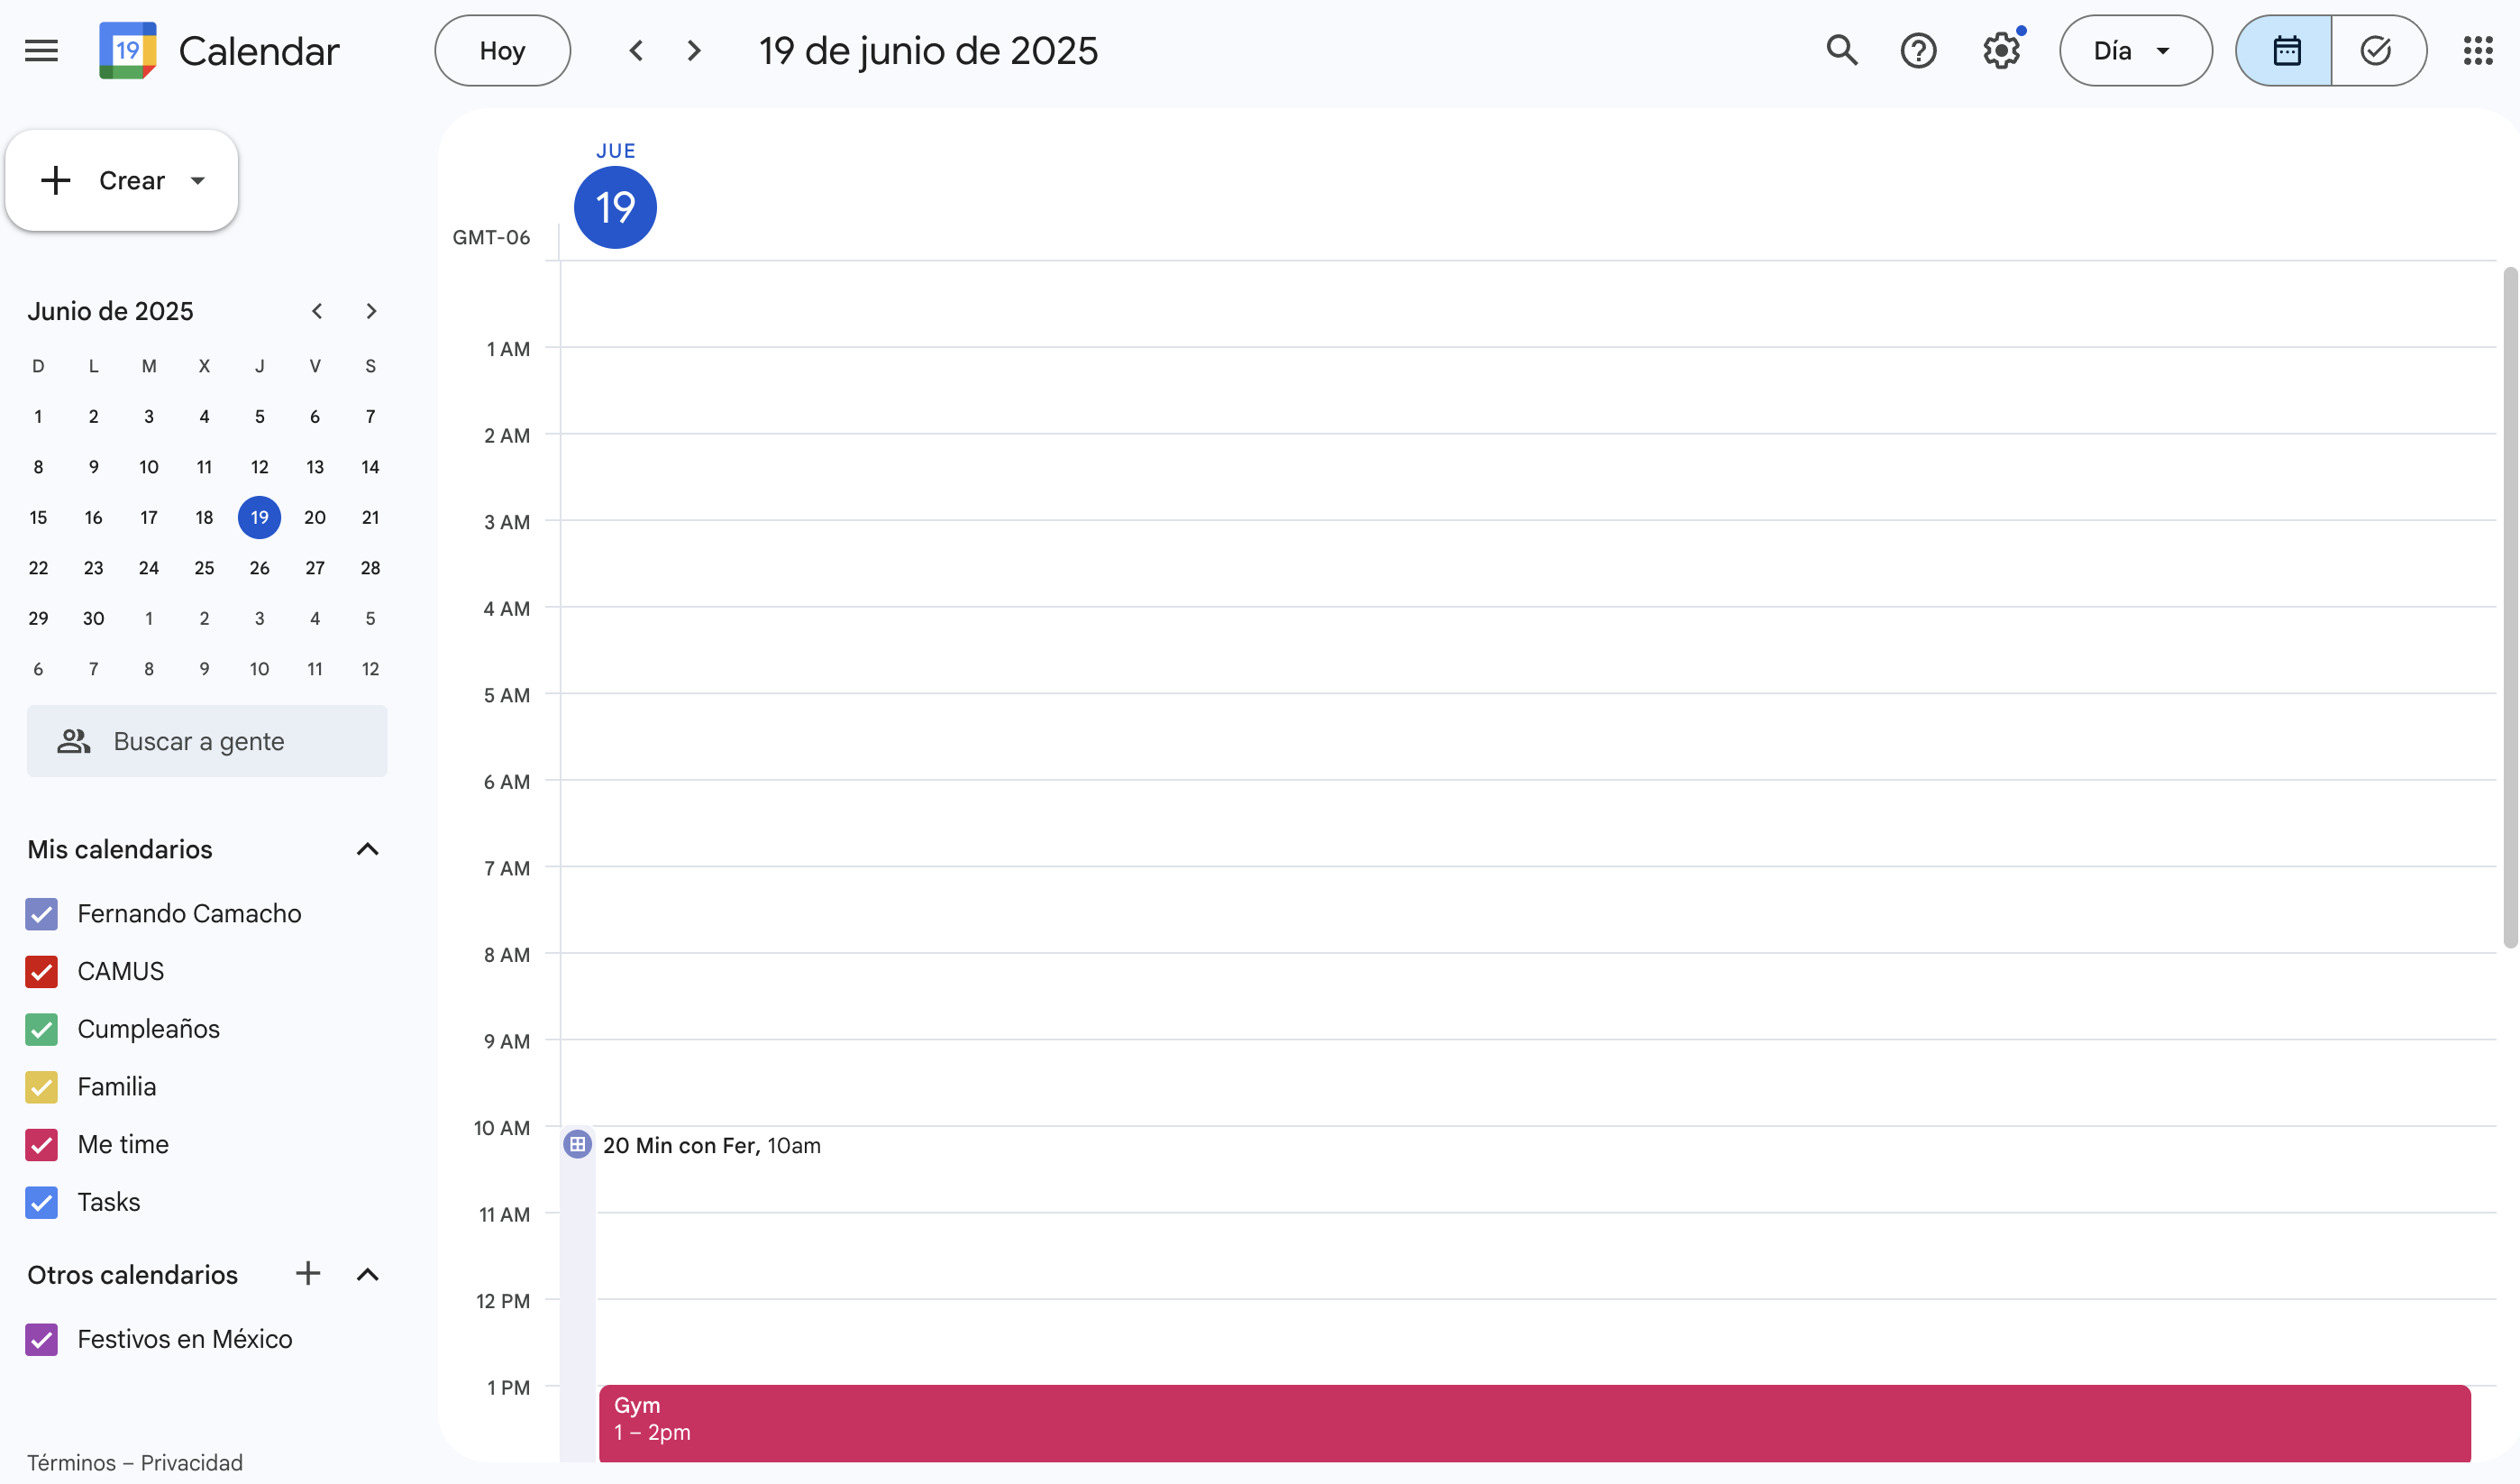 19 Calendar
Hoy
19 de junio de 2025
Día
Crear
Junio de 2025
D L M X J V S
1 2 3 4 5 6 7
8 9 10 11 12 13 14
15 16 17 18 19 20 21
22 23 24 25 26 27 28
29 30 1 2 3 4 5
6 7 8 9 10 11 12
Buscar a gente
Mis calendarios
Fernando Camacho
CAMUS
Cumpleaños
Familia
Me time
Tasks
Otros calendarios
Festivos en México
Términos – Privacidad
JUE
19
GMT-06
1 AM
2 AM
3 AM
4 AM
5 AM
6 AM
7 AM
8 AM
9 AM
10 AM
20 Min con Fer, 10am
11 AM
12 PM
1 PM
Gym
1 – 2pm